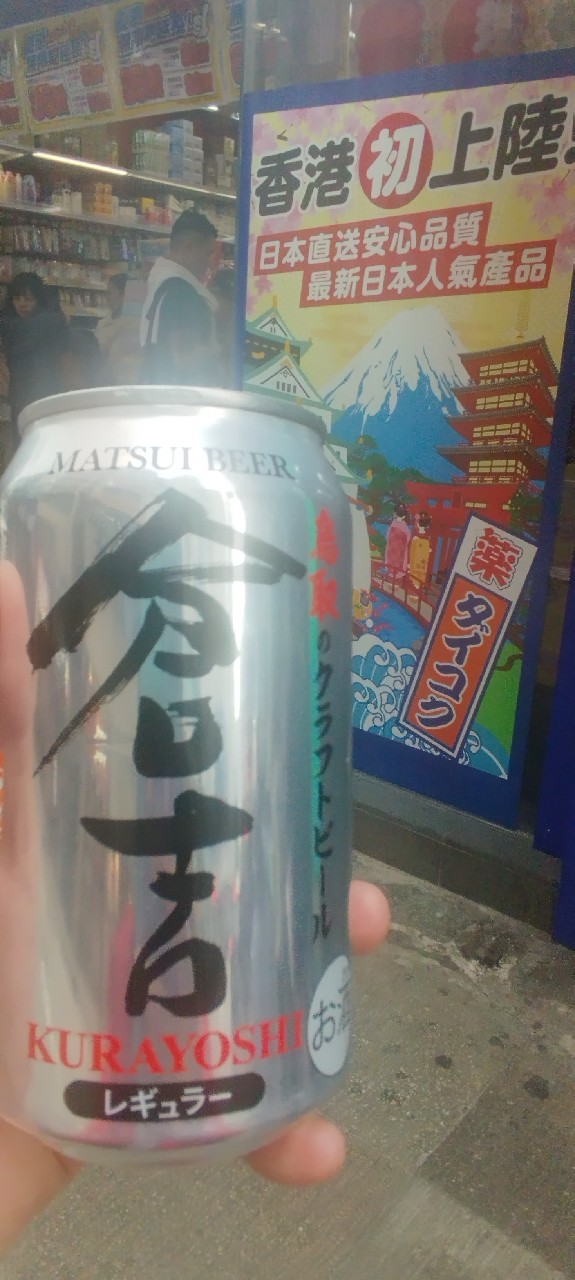 MATSUI BEER
倉吉
鳥取のクラフトビール
KURAYOSHI
レギュラー
お酒
香港初上陸!
日本直送安心品質
最新日本人氣產品
薬
ダイコク